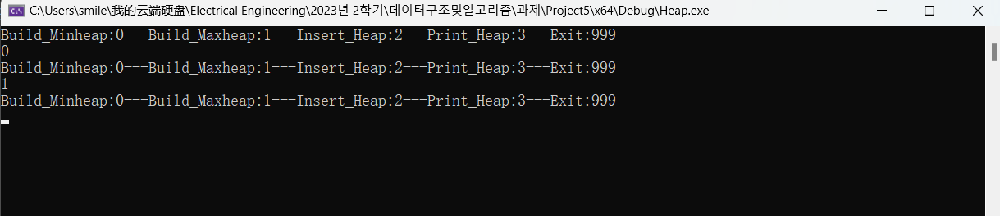 C:\Users\smile\我的云端硬盘\Electrical Engineering\2023년 2학기\데이터구조및알고리즘\과제\Project5\x64\Debug\Heap.exe
Build_Minheap:0---Build_Maxheap:1---Insert_Heap:2---Print_Heap:3---Exit:999
0
Build_Minheap:0---Build_Maxheap:1---Insert_Heap:2---Print_Heap:3---Exit:999
1
Build_Minheap:0---Build_Maxheap:1---Insert_Heap:2---Print_Heap:3---Exit:999